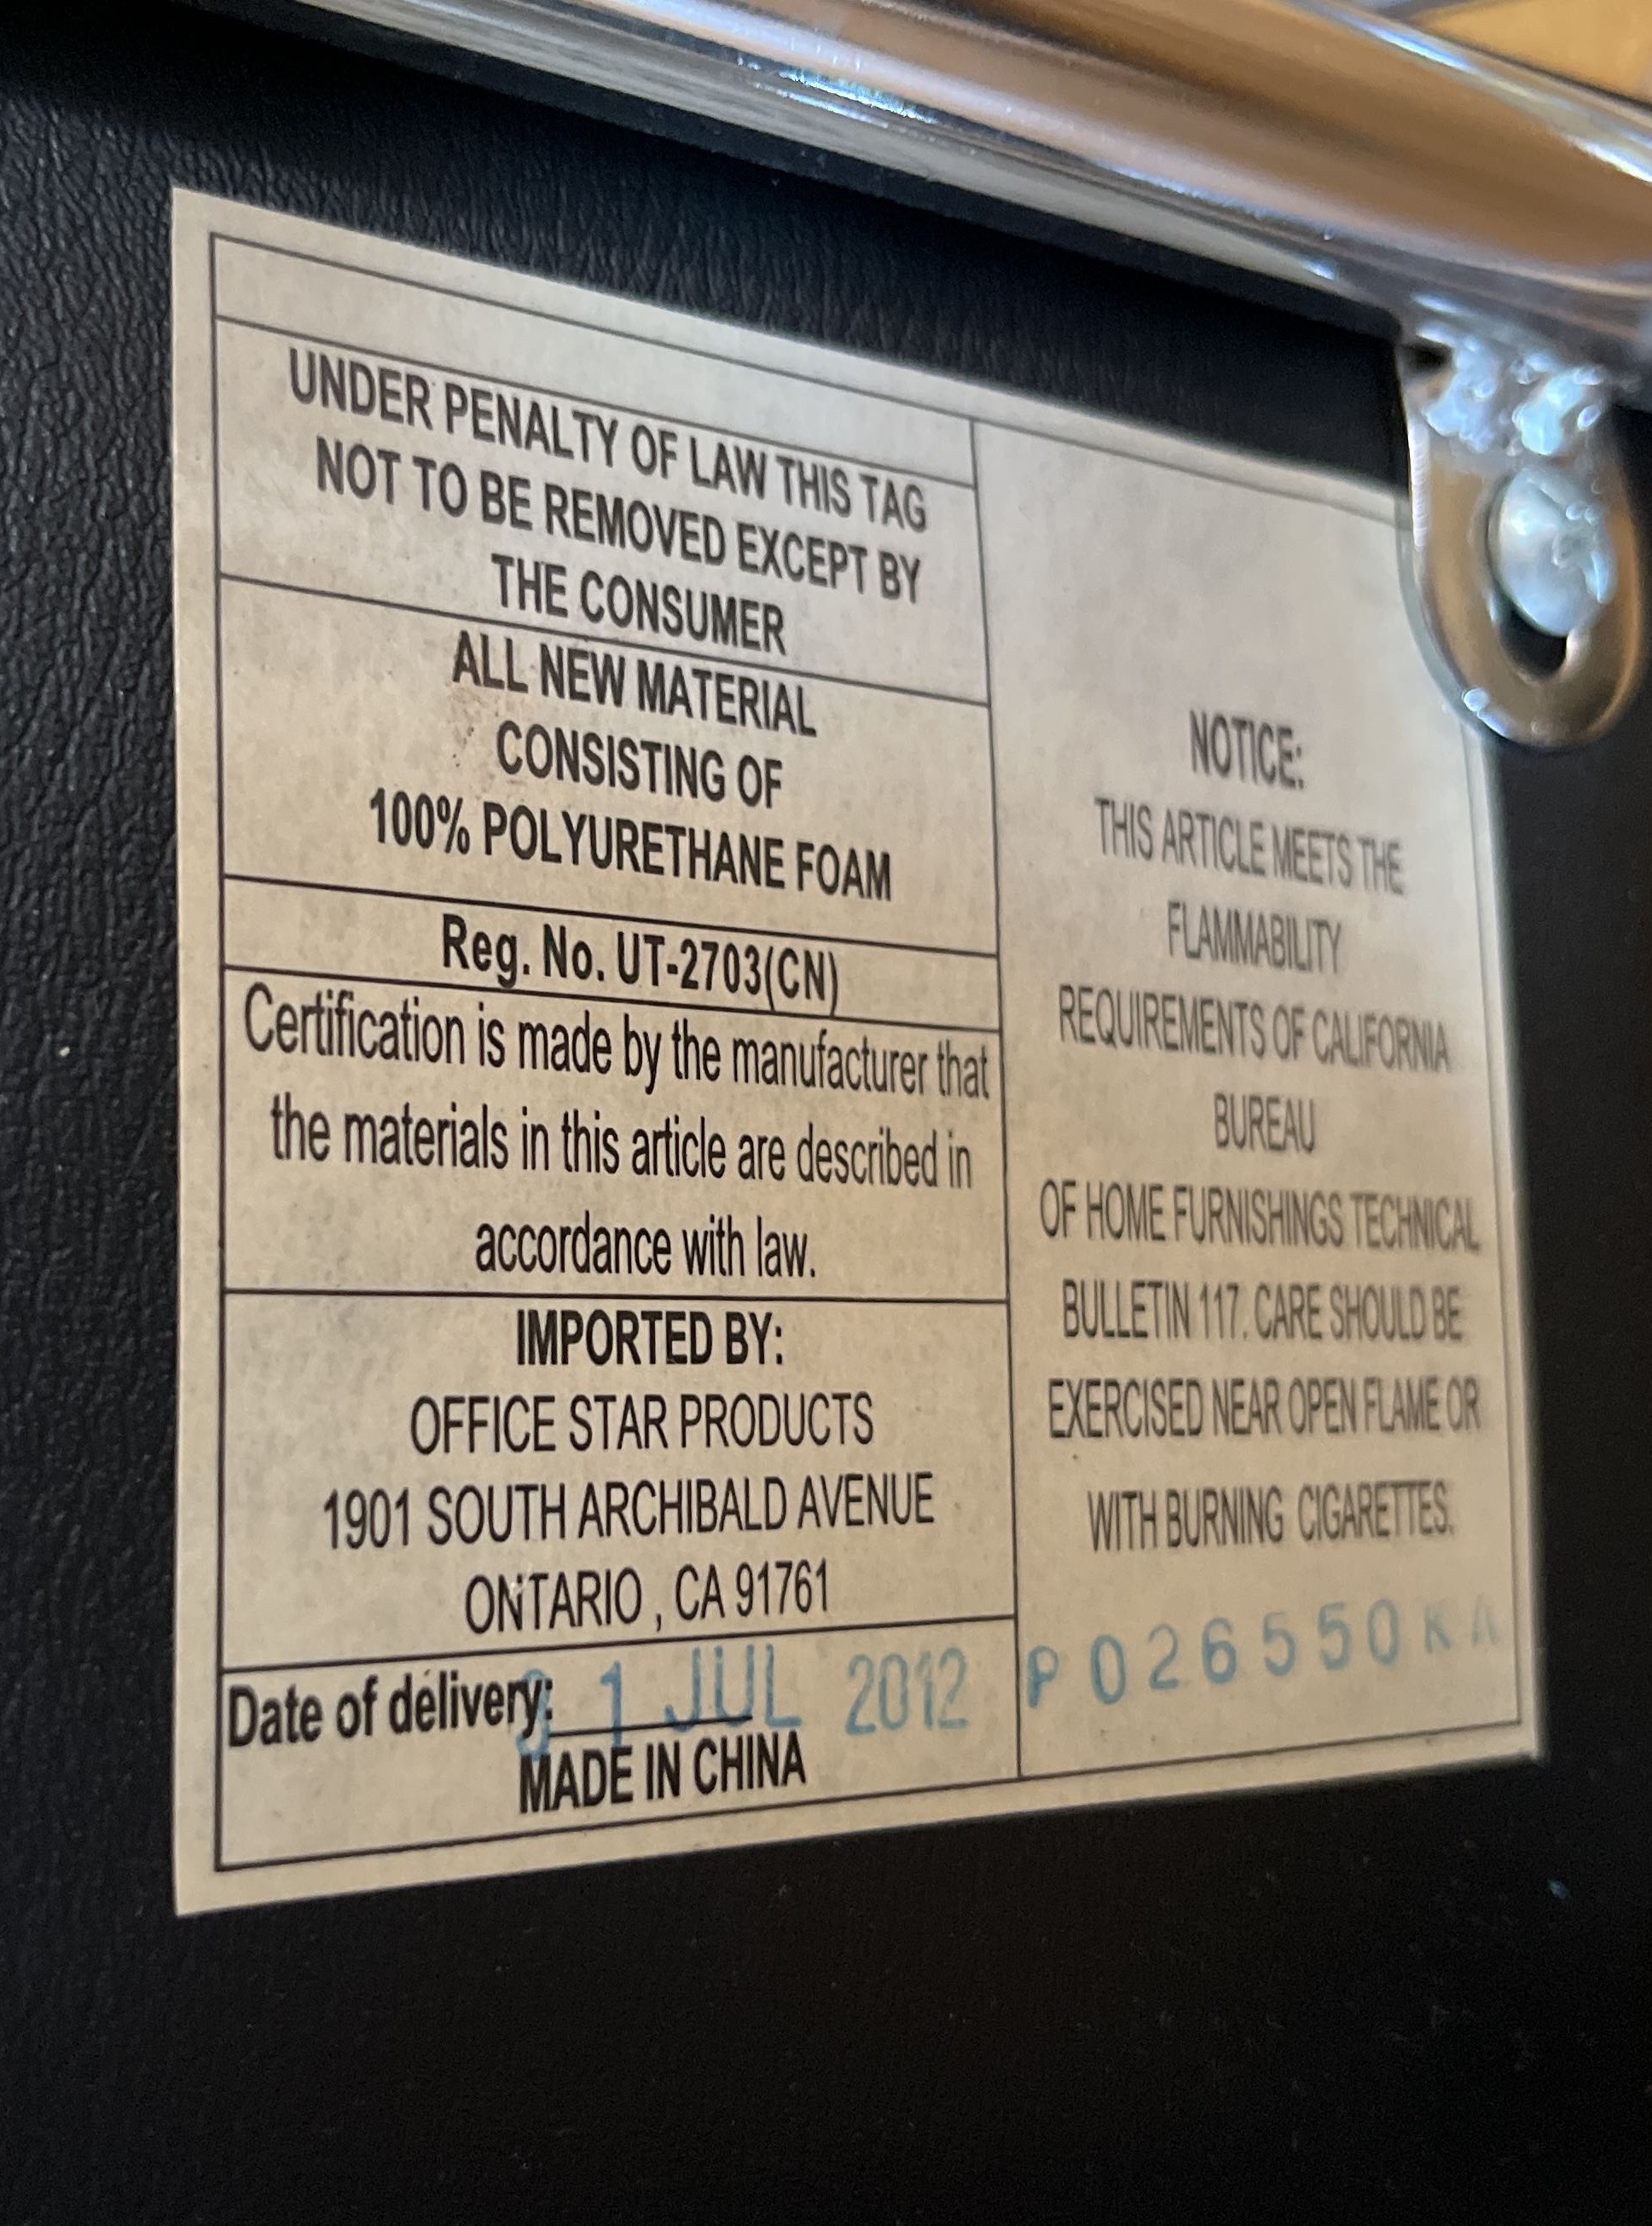 UNDER PENALTY OF LAW THIS TAG
NOT TO BE REMOVED EXCEPT BY
THE CONSUMER
ALL NEW MATERIAL
CONSISTING OF
100% POLYURETHANE FOAM
Reg. No. UT-2703(CN)
Certification is made by the manufacturer that
the materials in this article are described in
accordance with law.
IMPORTED BY:
OFFICE STAR PRODUCTS
1901 SOUTH ARCHIBALD AVENUE
ONTARIO , CA 91761
Date of delivery: 31 JUL 2012
MADE IN CHINA
NOTICE:
THIS ARTICLE MEETS THE
FLAMMABILITY
REQUIREMENTS OF CALIFORNIA
BUREAU
OF HOME FURNISHINGS TECHNICAL
BULLETIN 117. CARE SHOULD BE
EXERCISED NEAR OPEN FLAME OR
WITH BURNING CIGARETTES.
P026550KA